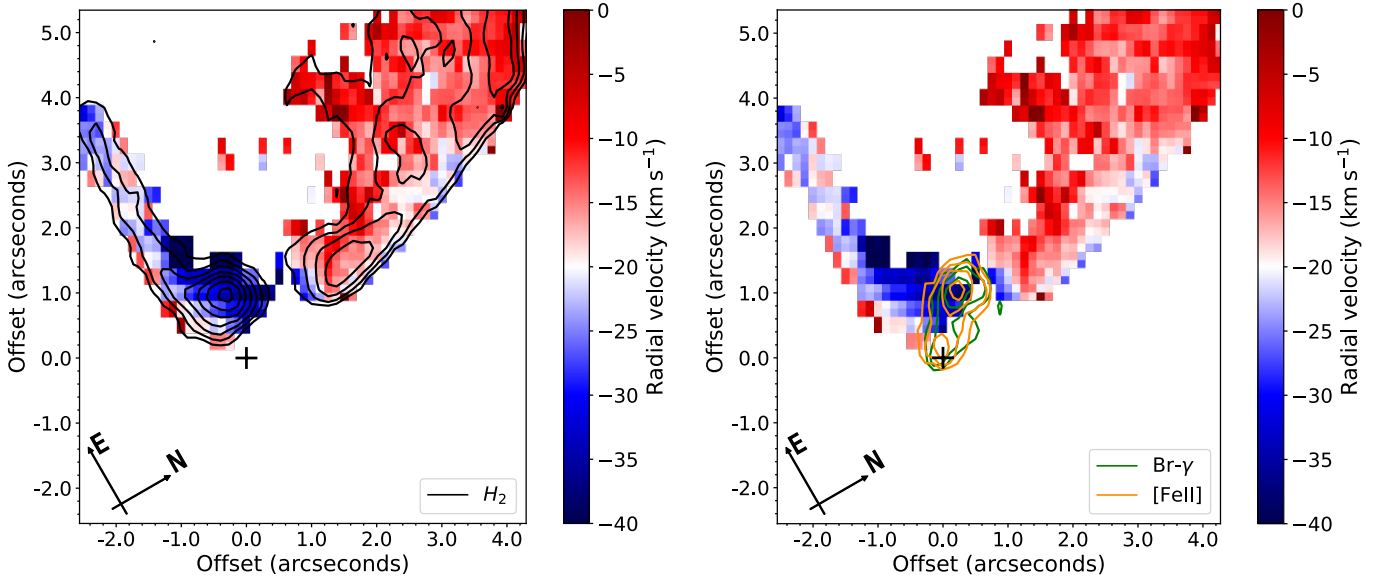 5.0
4.0
3.0
2.0
1.0
0.0
−1.0
−2.0
Offset (arcseconds)
-2.0 -1.0 0.0 1.0 2.0 3.0 4.0
Offset (arcseconds)
E
N
H₂
0
−5
−10
−15
−20
−25
−30
−35
−40
Radial velocity (km s⁻¹)
5.0
4.0
3.0
2.0
1.0
0.0
-1.0
-2.0
Offset (arcseconds)
-2.0 -1.0 0.0 1.0 2.0 3.0 4.0
Offset (arcseconds)
E
N
Br-γ
[FeII]
0
−5
−10
−15
−20
−25
−30
−35
−40
Radial velocity (km s⁻¹)